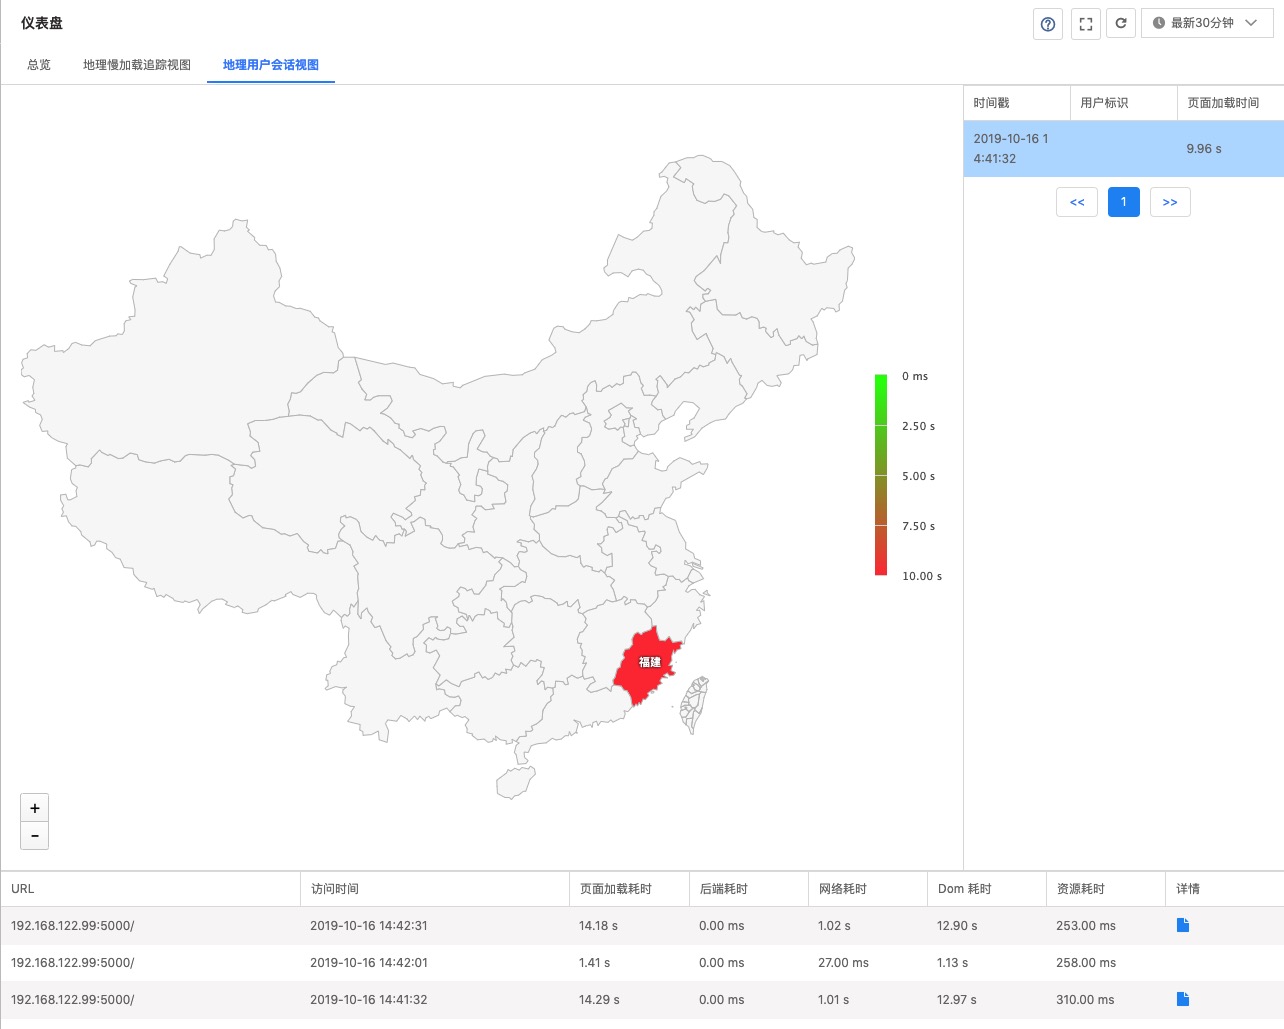 仪表盘
最新30分钟
总览 地理慢加载追踪视图 地理用户会话视图
时间戳 用户标识 页面加载时间
2019-10-16 1
4:41:32
9.96 s
<< 1 >>
0 ms
2.50 s
5.00 s
7.50 s
10.00 s
福建
+
-
URL 访问时间 页面加载耗时 后端耗时 网络耗时 Dom 耗时 资源耗时 详情
192.168.122.99:5000/ 2019-10-16 14:42:31 14.18 s 0.00 ms 1.02 s 12.90 s 253.00 ms
192.168.122.99:5000/ 2019-10-16 14:42:01 1.41 s 0.00 ms 27.00 ms 1.13 s 258.00 ms
192.168.122.99:5000/ 2019-10-16 14:41:32 14.29 s 0.00 ms 1.01 s 12.97 s 310.00 ms